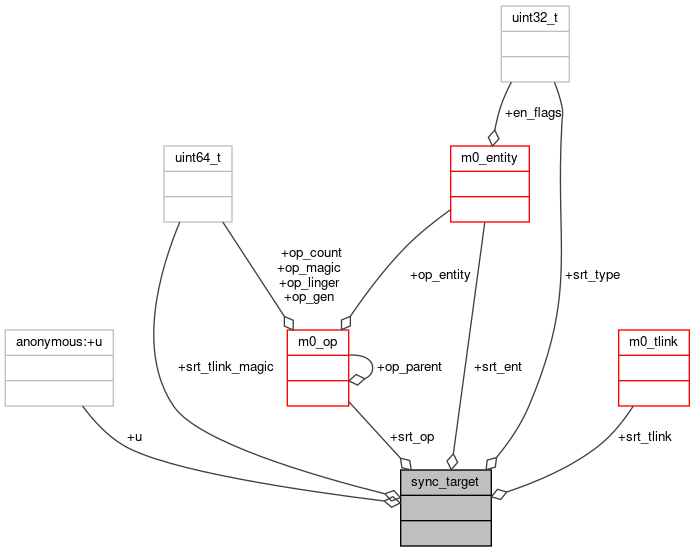 uint32_t
+en_flags
uint64_t
m0_entity
+op_count
+op_magic
+op_linger
+op_gen
+op_entity
+srt_type
anonymous:+u
m0_op
m0_tlink
+srt_tlink_magic
+op_parent
+srt_ent
+u
+srt_op
+srt_tlink
sync_target